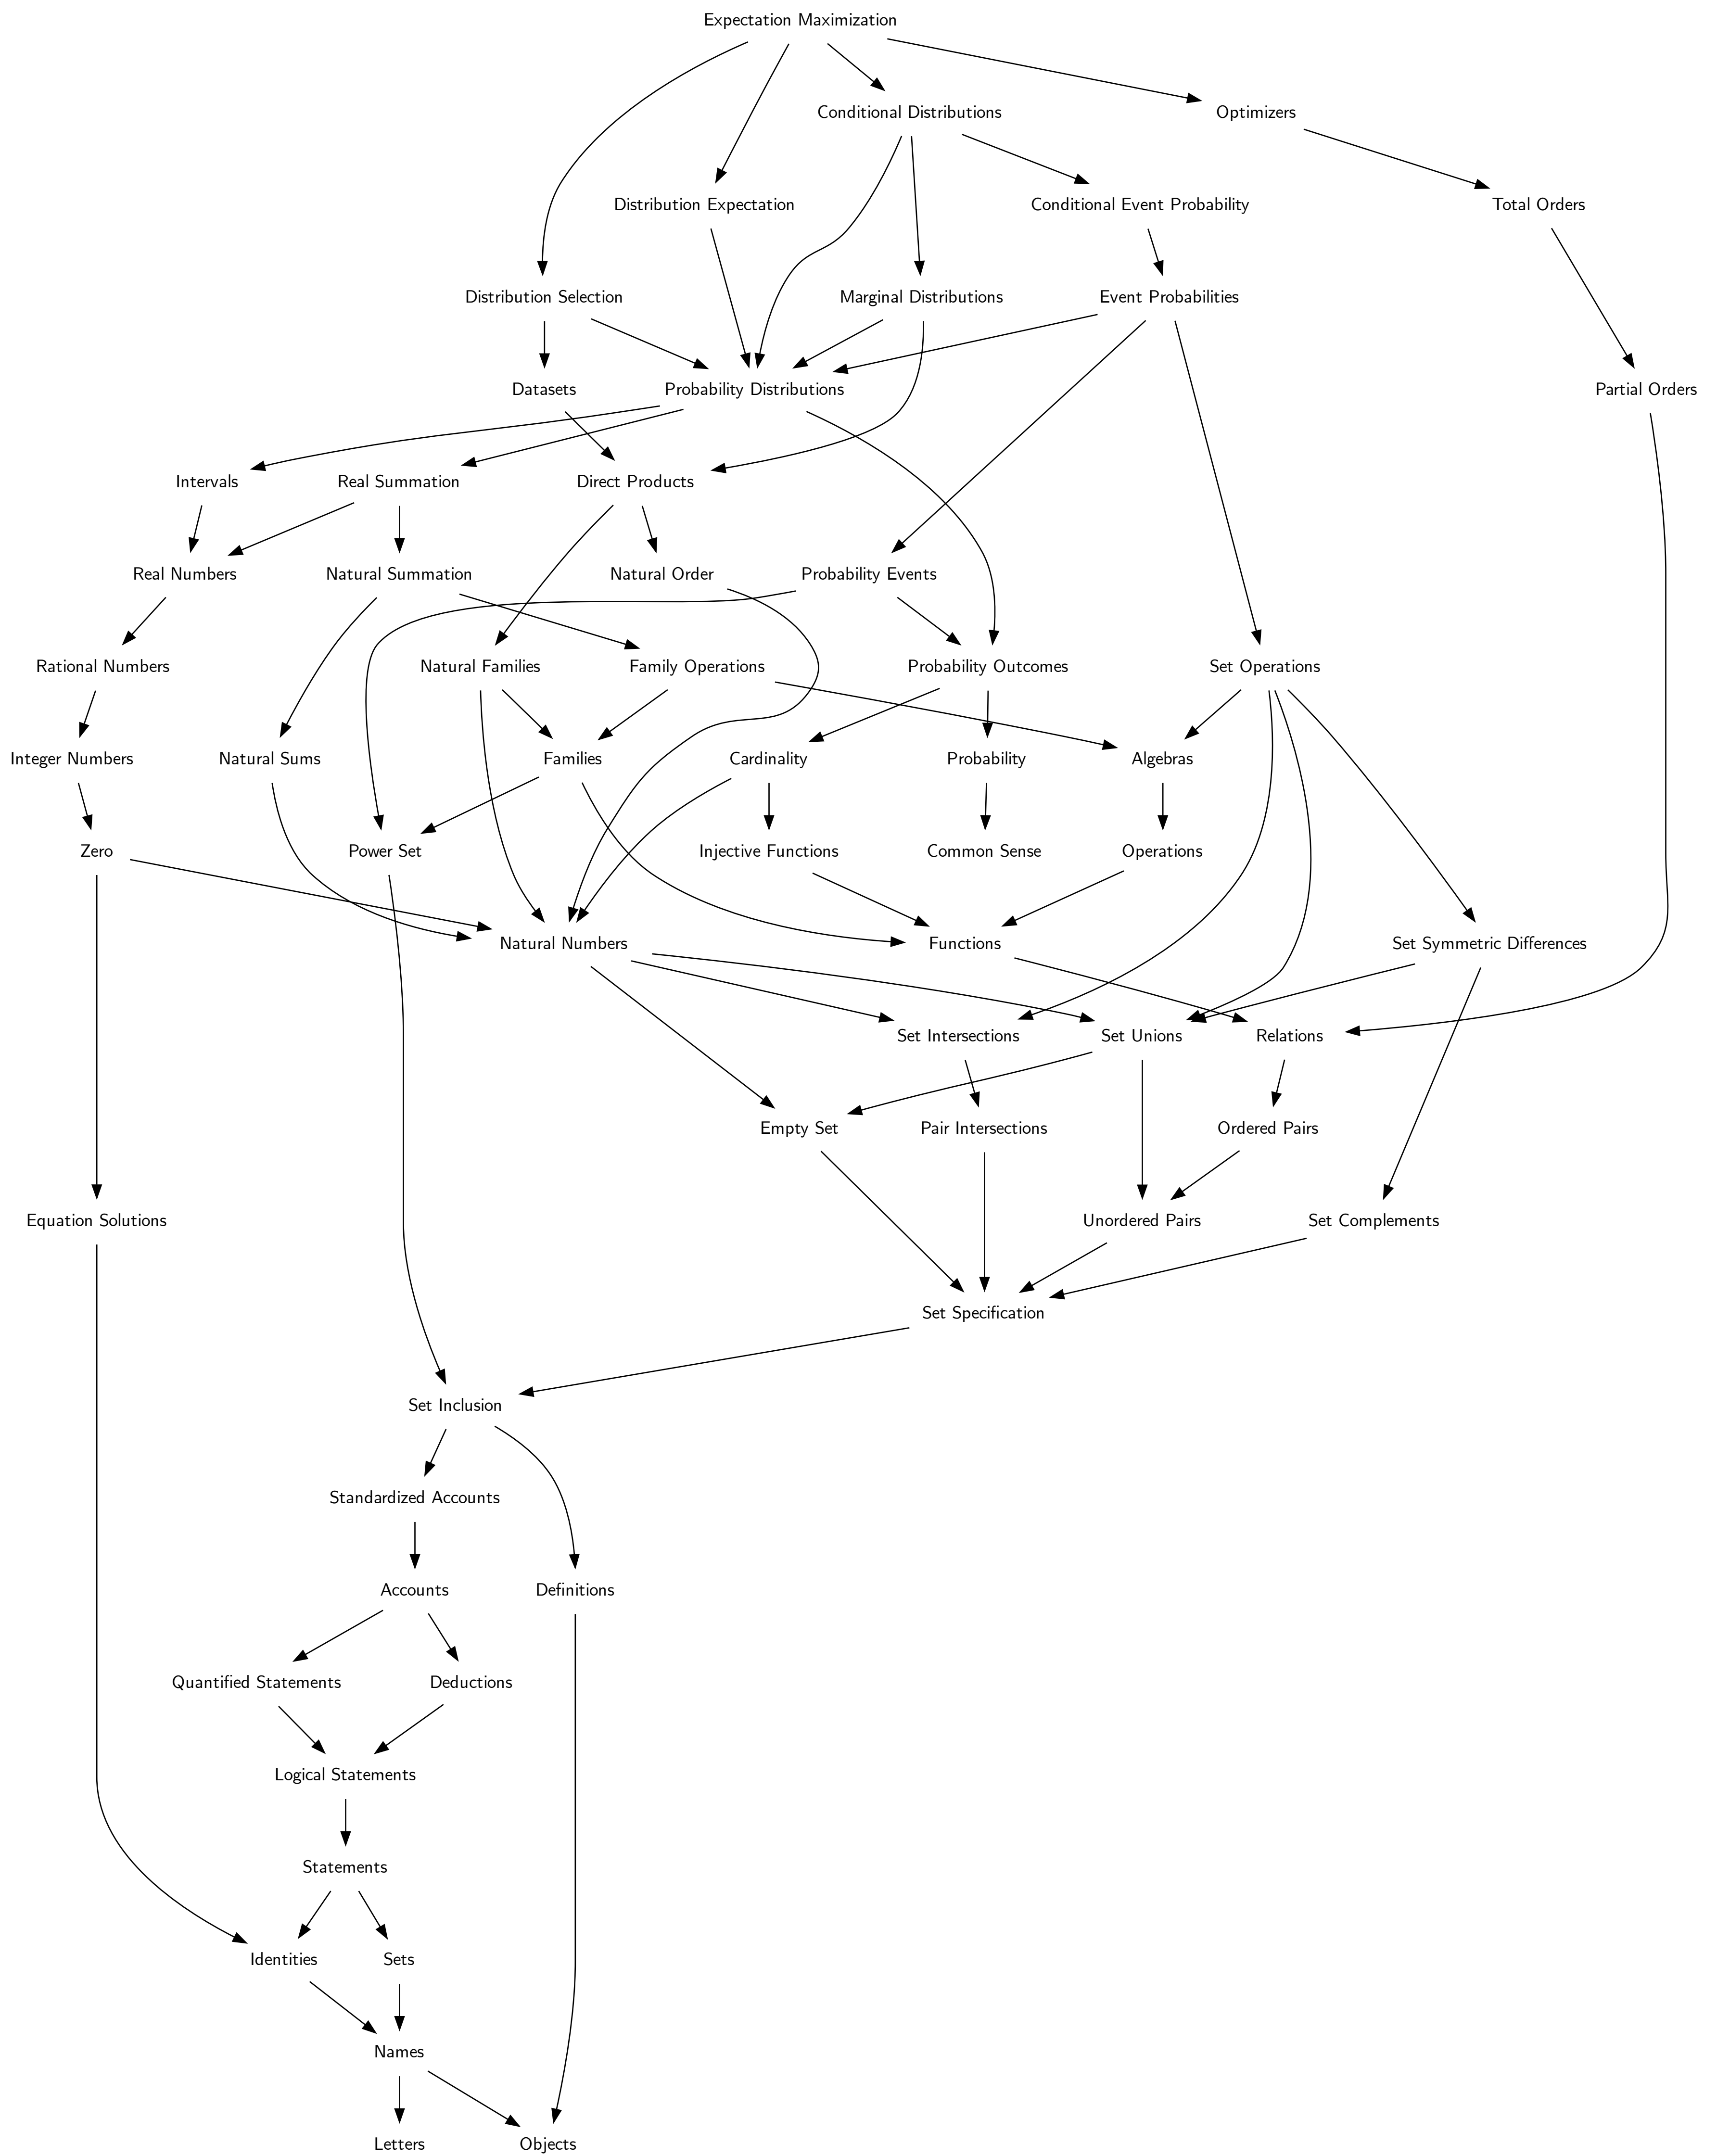 Expectation Maximization
Conditional Distributions
Optimizers
Distribution Expectation
Conditional Event Probability
Total Orders
Distribution Selection
Marginal Distributions
Event Probabilities
Datasets
Probability Distributions
Partial Orders
Intervals
Real Summation
Direct Products
Real Numbers
Natural Summation
Natural Order
Probability Events
Rational Numbers
Natural Families
Family Operations
Probability Outcomes
Set Operations
Integer Numbers
Natural Sums
Families
Cardinality
Probability
Algebras
Zero
Power Set
Injective Functions
Common Sense
Operations
Natural Numbers
Functions
Set Symmetric Differences
Set Intersections
Set Unions
Relations
Empty Set
Pair Intersections
Ordered Pairs
Equation Solutions
Unordered Pairs
Set Complements
Set Specification
Set Inclusion
Standardized Accounts
Accounts
Definitions
Quantified Statements
Deductions
Logical Statements
Statements
Identities
Sets
Names
Letters
Objects